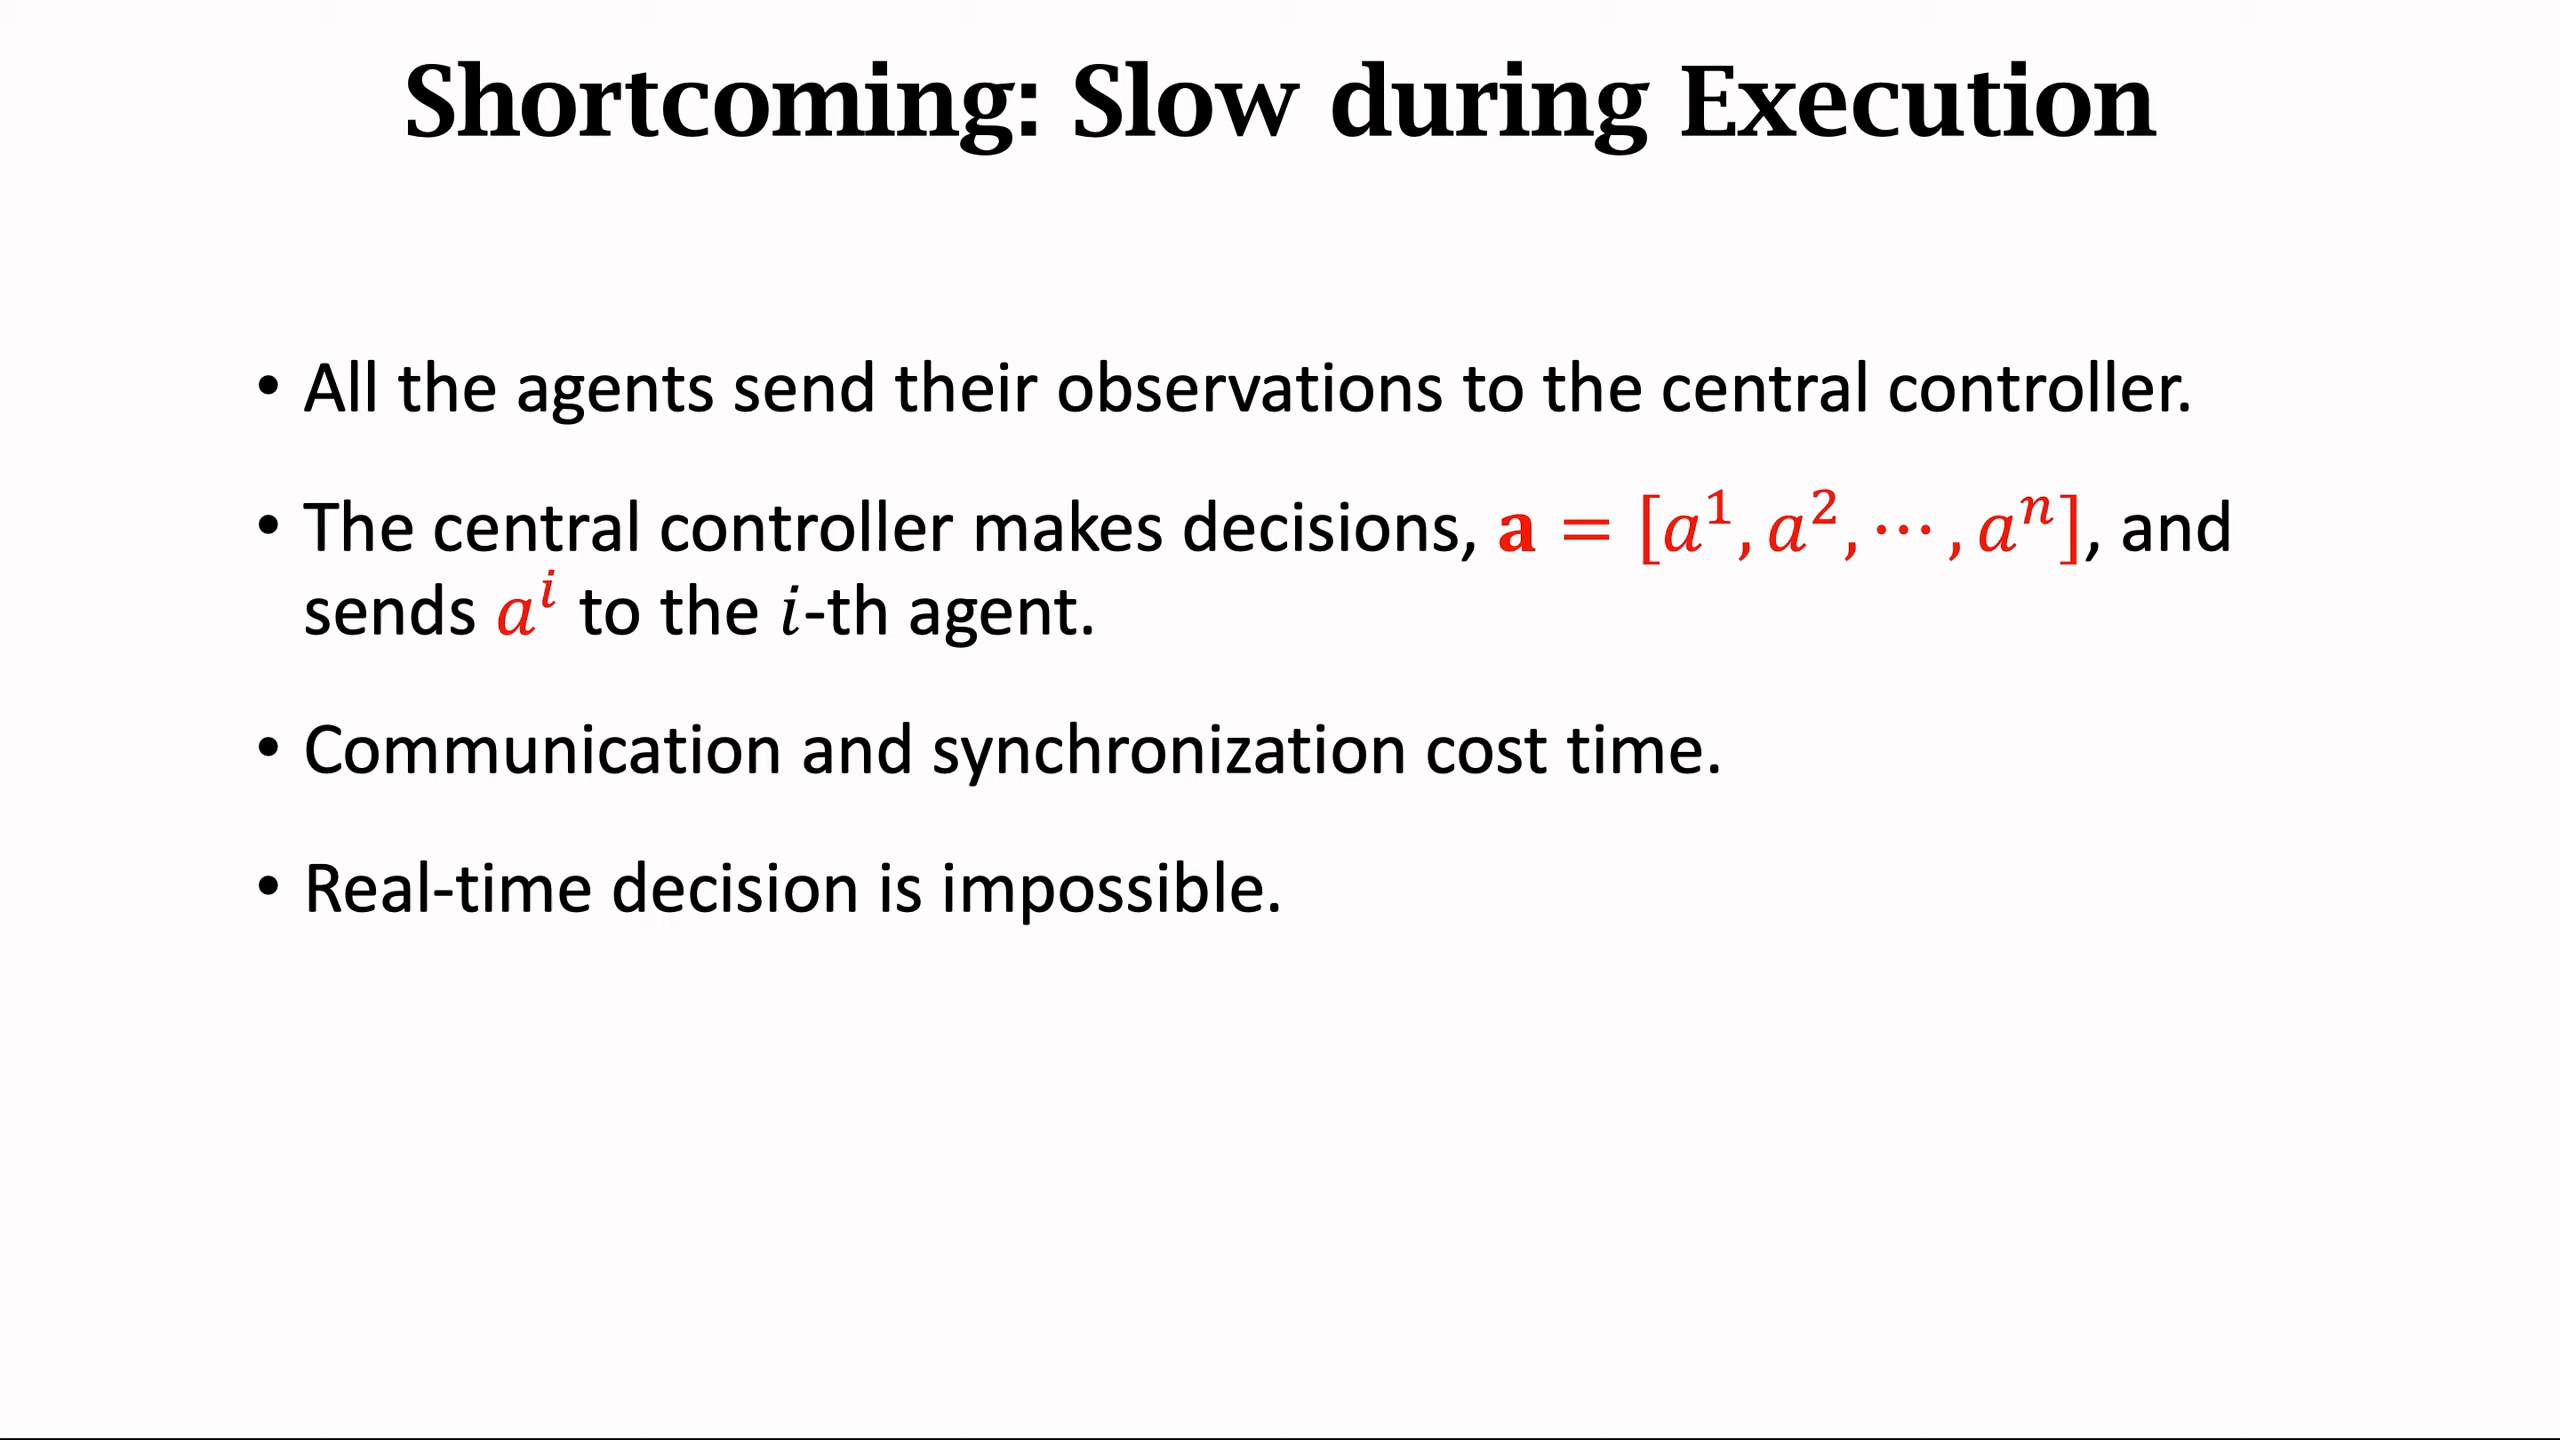 Shortcoming: Slow during Execution
• All the agents send their observations to the central controller.
• The central controller makes decisions, 𝐚 = [𝑎¹, 𝑎², ⋯ , 𝑎ⁿ], and
sends 𝑎ⁱ to the 𝑖-th agent.
• Communication and synchronization cost time.
• Real-time decision is impossible.